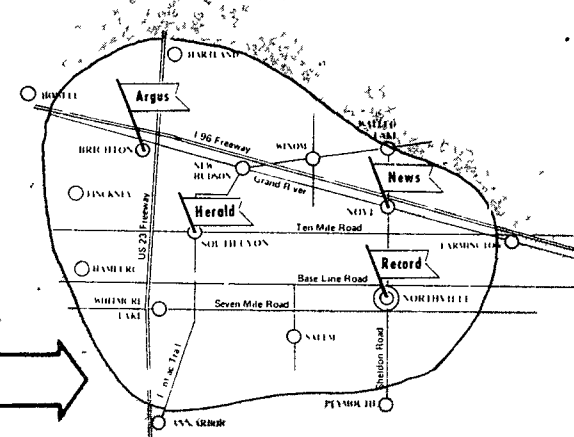 HARTLAND
HOWELL
Argus
I-96 Freeway
WALLED
LAKE
WIXOM
BRIGHTON
NEW
HUDSON
Grand River
News
PINCKNEY
Herald
NOVI
US 23 Freeway
Ten Mile Road
SOUTH LYON
FARMINGTON
Record
HAMBURG
Base Line Road
WHITMORE
LAKE
Seven Mile Road
NORTHVILLE
SALEM
Sheldon Road
PLYMOUTH
ANN ARBOR